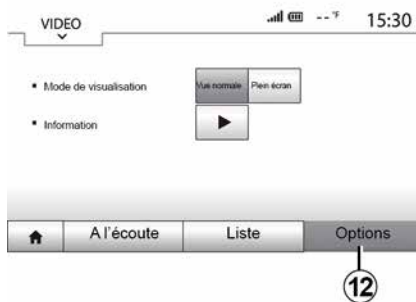 VIDEO
--°F
15:30
Mode de visualisation
Vue normale
Plein écran
Information
A l'écoute
Liste
Options
12